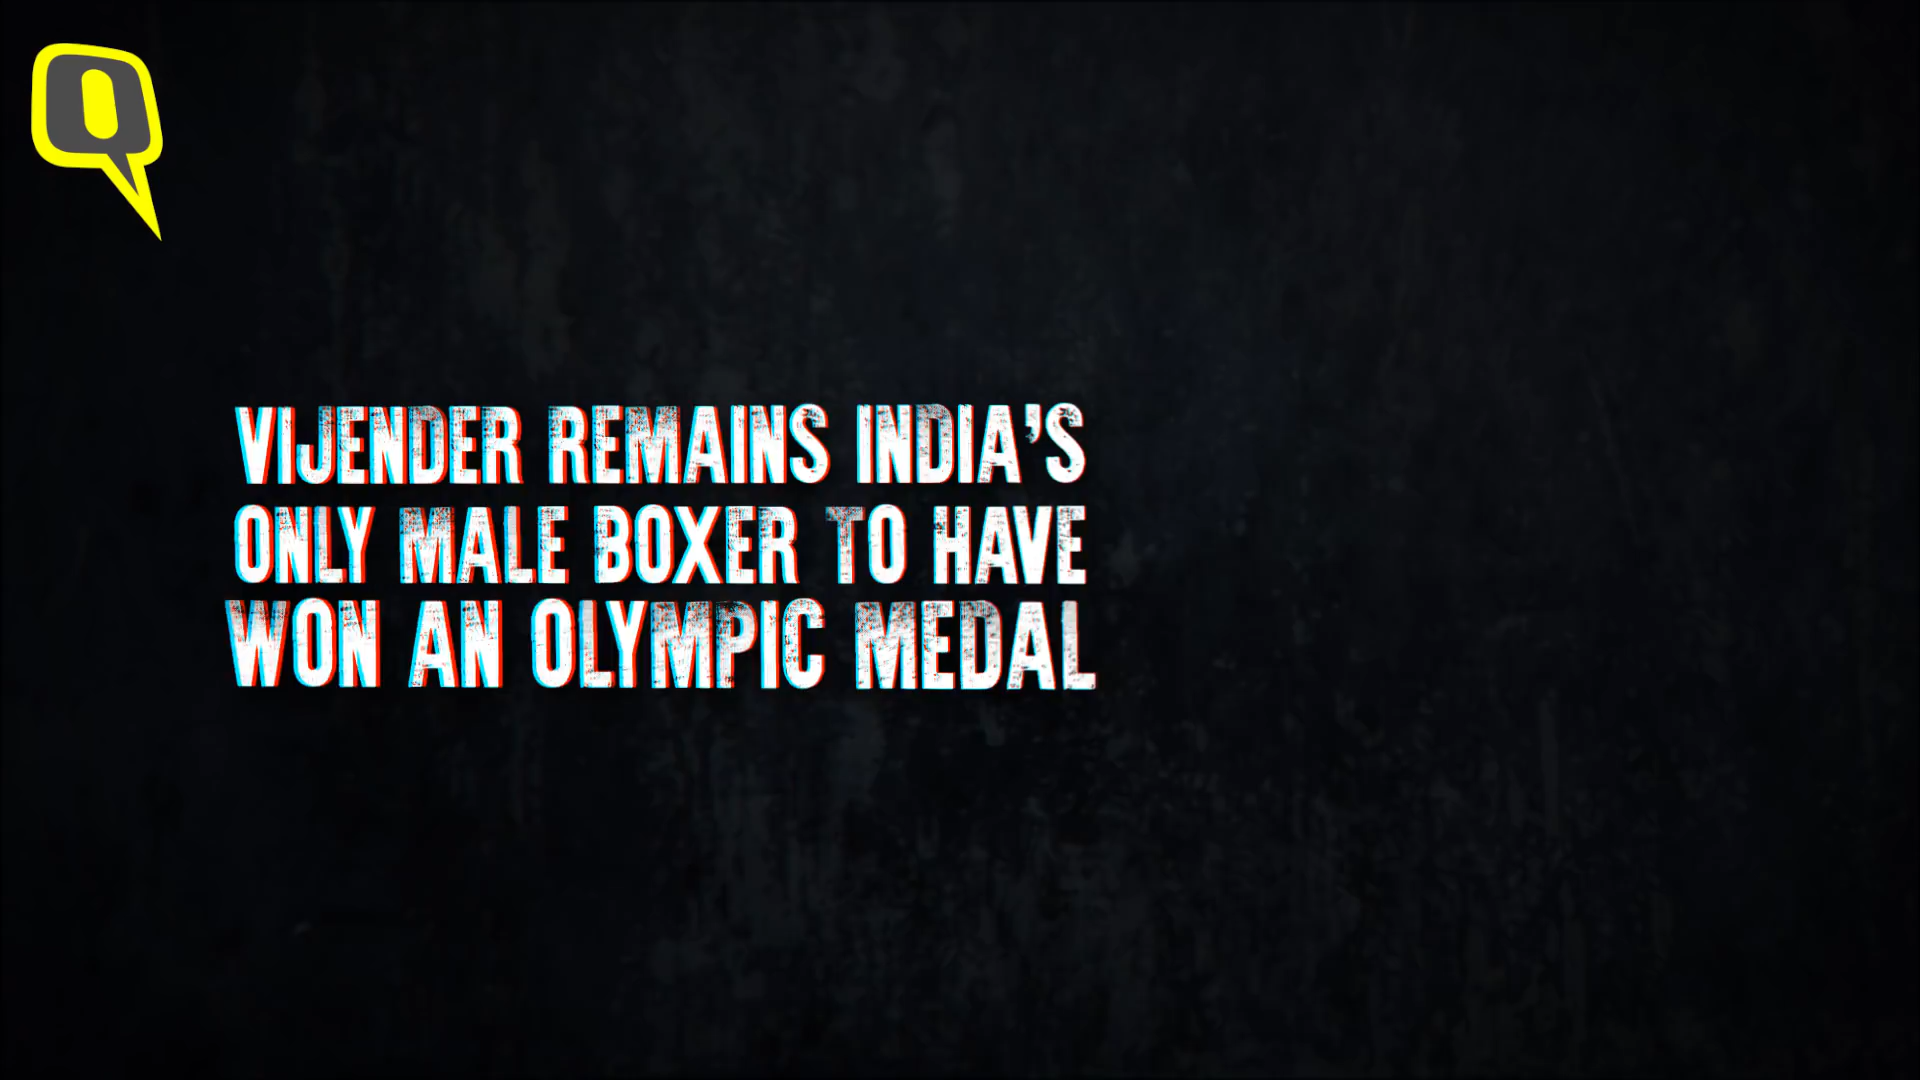 Q
VIJENDER REMAINS INDIA'S
ONLY MALE BOXER TO HAVE
WON AN OLYMPIC MEDAL